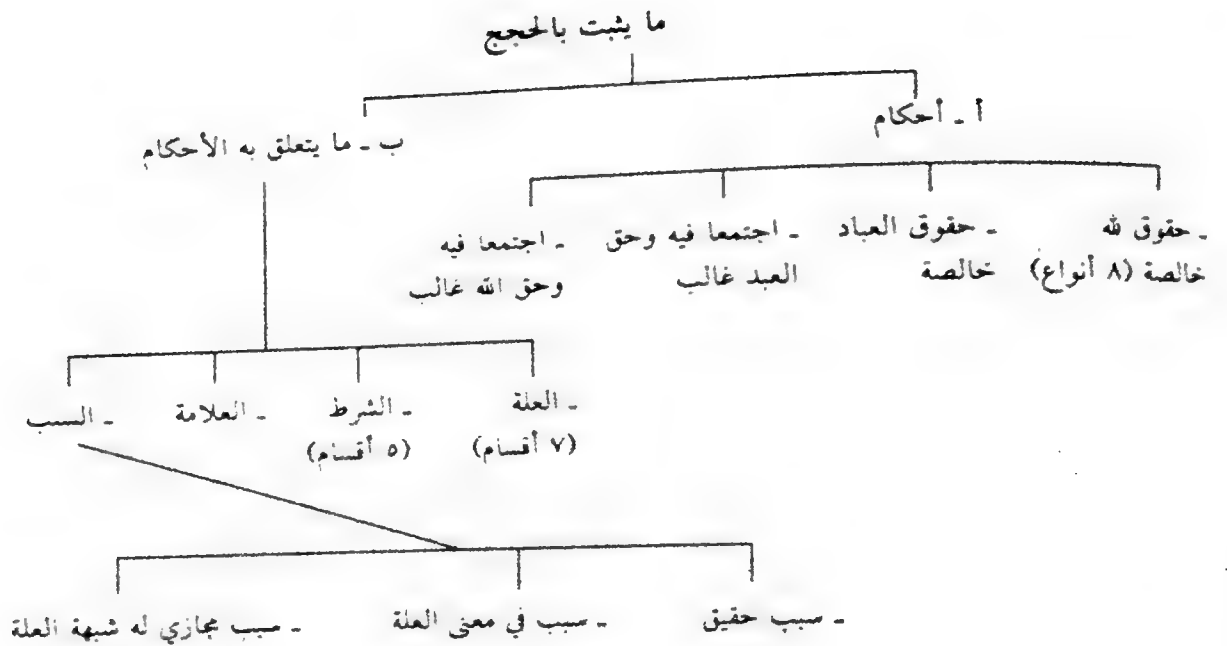 ما يثبت بالحجج
أ - أحكام
ب - ما يتعلق به الأحكام
- حقوق لله
خالصة (٨ أنواع)
- حقوق العباد
خالصة
- اجتمعا فيه وحق
العبد غالب
- اجتمعا فيه
وحق الله غالب
- العلة
(٧ أقسام)
- الشرط
(٥ أقسام)
- العلامة
- السبب
- سبب حقيق
- سبب في معنى العلة
- سبب مجازي له شبهة العلة